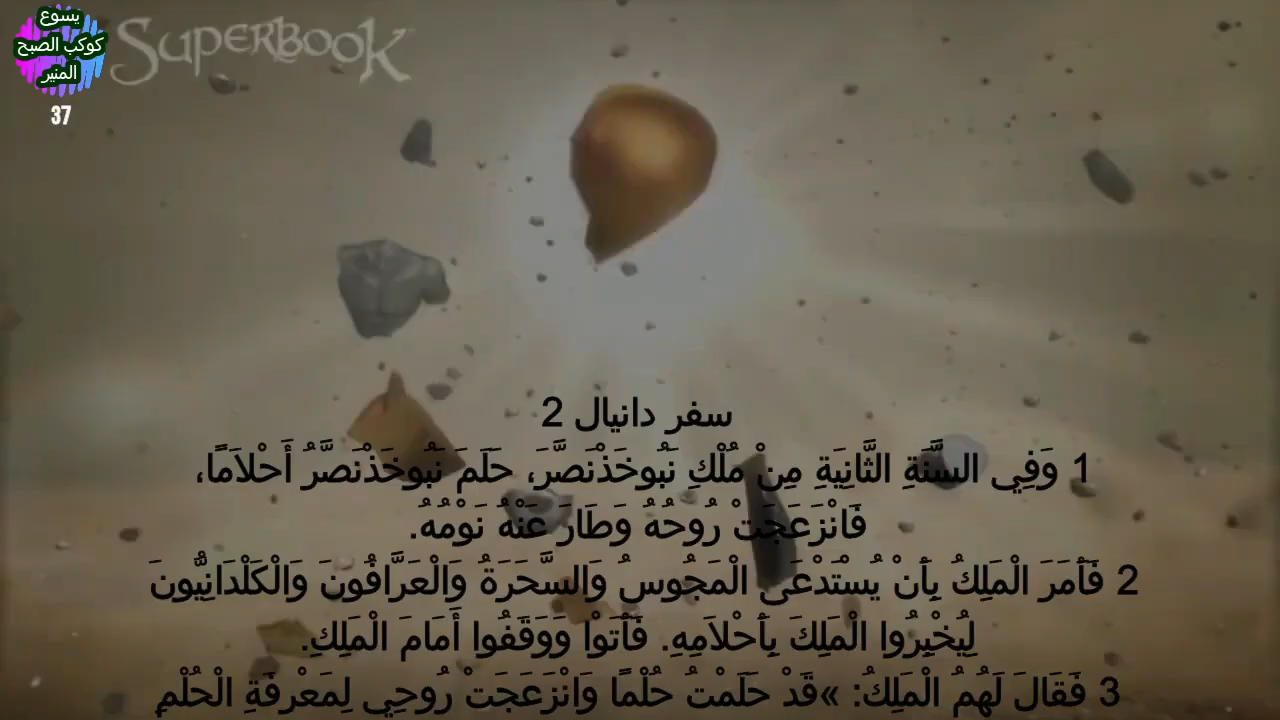 يسوع
كوكب الصبح
المنير
SUPERBOOK
37
سفر دانيال 2
1 وَفِي السَّنَةِ الثَّانِيَةِ مِنْ مُلْكِ نَبُوخَذْنَصَّرَ، حَلَمَ نَبُوخَذْنَصَّرُ أَحْلاَمًا،
فَانْزَعَجَتْ رُوحُهُ وَطَارَ عَنْهُ نَوْمُهُ.
2 فَأَمَرَ الْمَلِكُ بِأَنْ يُسْتَدْعَى الْمَجُوسُ وَالسَّحَرَةُ وَالْعَرَّافُونَ وَالْكَلْدَانِيُّونَ
لِيُخْبِرُوا الْمَلِكَ بِأَحْلاَمِهِ. فَأَتَوْا وَوَقَفُوا أَمَامَ الْمَلِكِ.
3 فَقَالَ لَهُمُ الْمَلِكُ: »قَدْ حَلَمْتُ حُلْمًا وَانْزَعَجَتْ رُوحِي لِمَعْرِفَةِ الْحُلْمِ